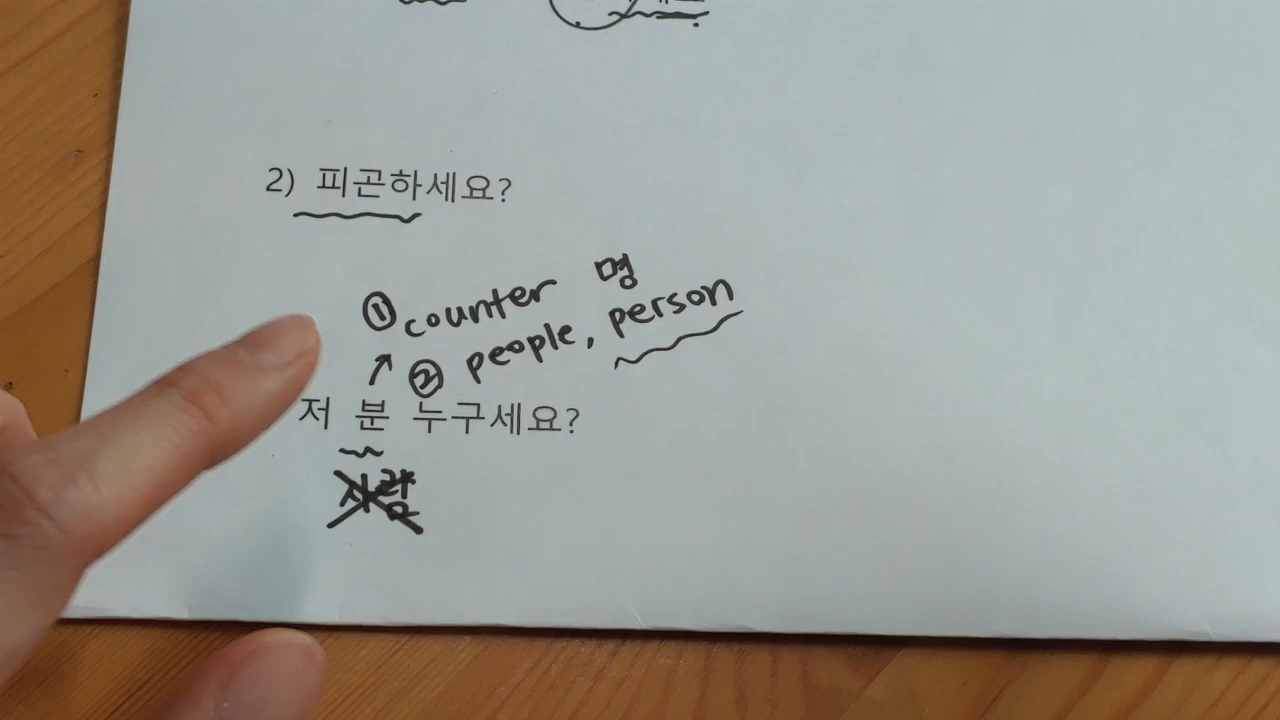 2) 피곤하세요?
① counter 명
② people, person
저 분 누구세요?
사람